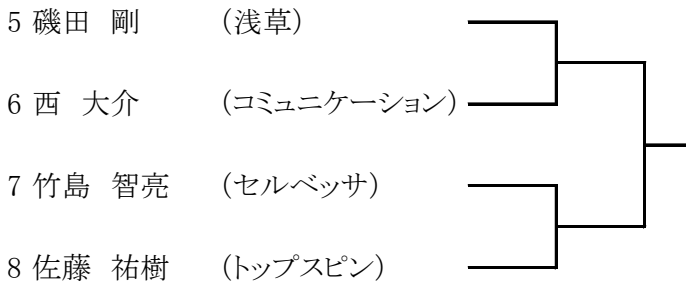 5 磯田 剛 (浅草)
6 西 大介 (コミュニケーション)
7 竹島 智亮 (セルベッサ)
8 佐藤 祐樹 (トップスピン)